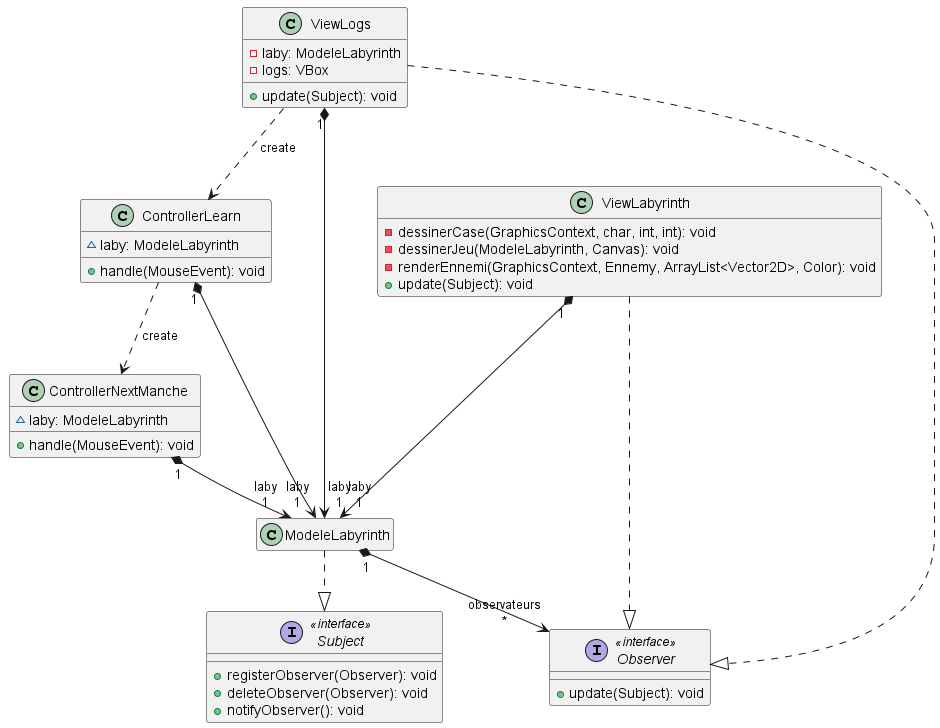 C ViewLogs
laby: ModeleLabyrinth
logs: VBox
update(Subject): void
1
create
C ControllerLearn
~ laby: ModeleLabyrinth
handle(MouseEvent): void
1
C ViewLabyrinth
dessinerCase(GraphicsContext, char, int, int): void
dessinerJeu(ModeleLabyrinth, Canvas): void
renderEnnemi(GraphicsContext, Ennemy, ArrayList<Vector2D>, Color): void
update(Subject): void
1
create
C ControllerNextManche
~ laby: ModeleLabyrinth
handle(MouseEvent): void
1
laby
1
laby
1
laby
1
laby
1
C ModeleLabyrinth
1
observateurs
*
I «interface»
Subject
registerObserver(Observer): void
deleteObserver(Observer): void
notifyObserver(): void
I «interface»
Observer
update(Subject): void